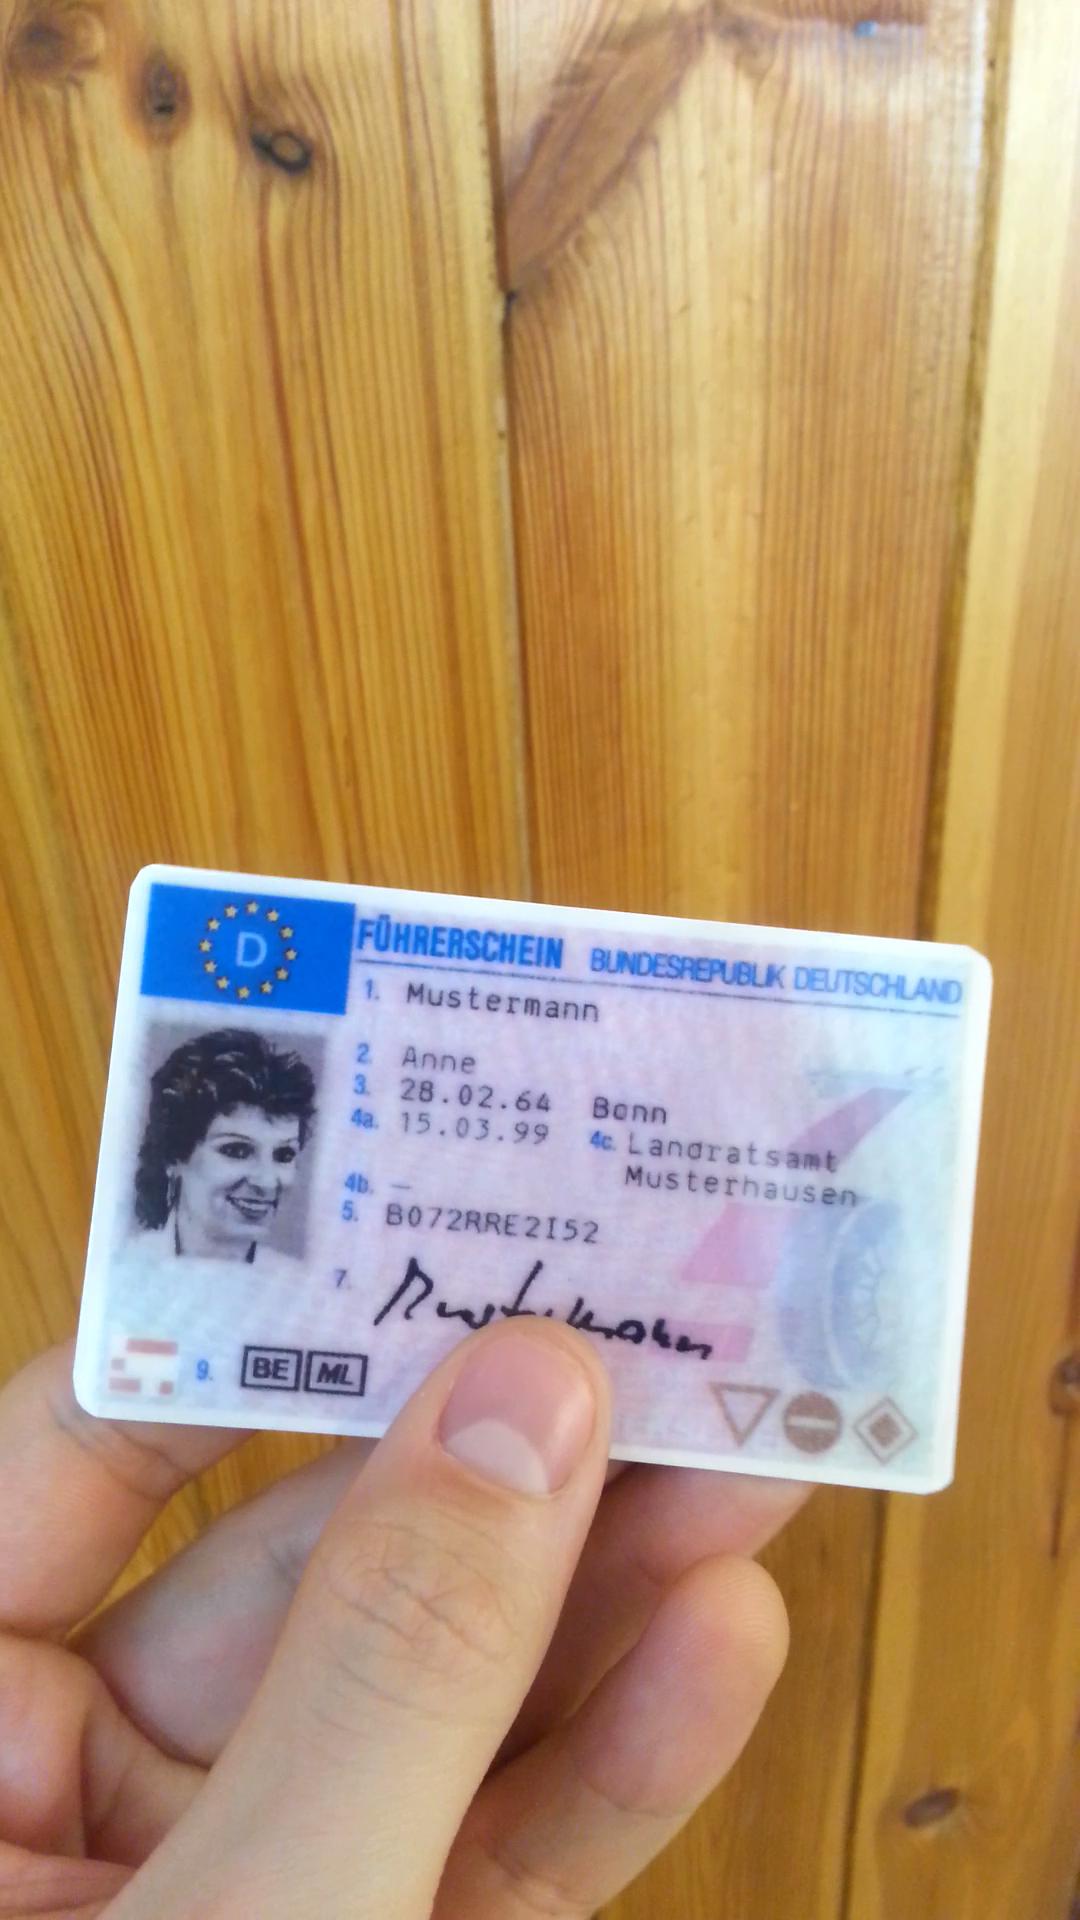 D
FÜHRERSCHEIN BUNDESREPUBLIK DEUTSCHLAND
1. Mustermann
2. Anne
3. 28.02.64 Bonn
4a. 15.03.99 4c. Landratsamt
Musterhausen
4b. —
5. B072RRE2I52
7. Mustermann
9. BE ML